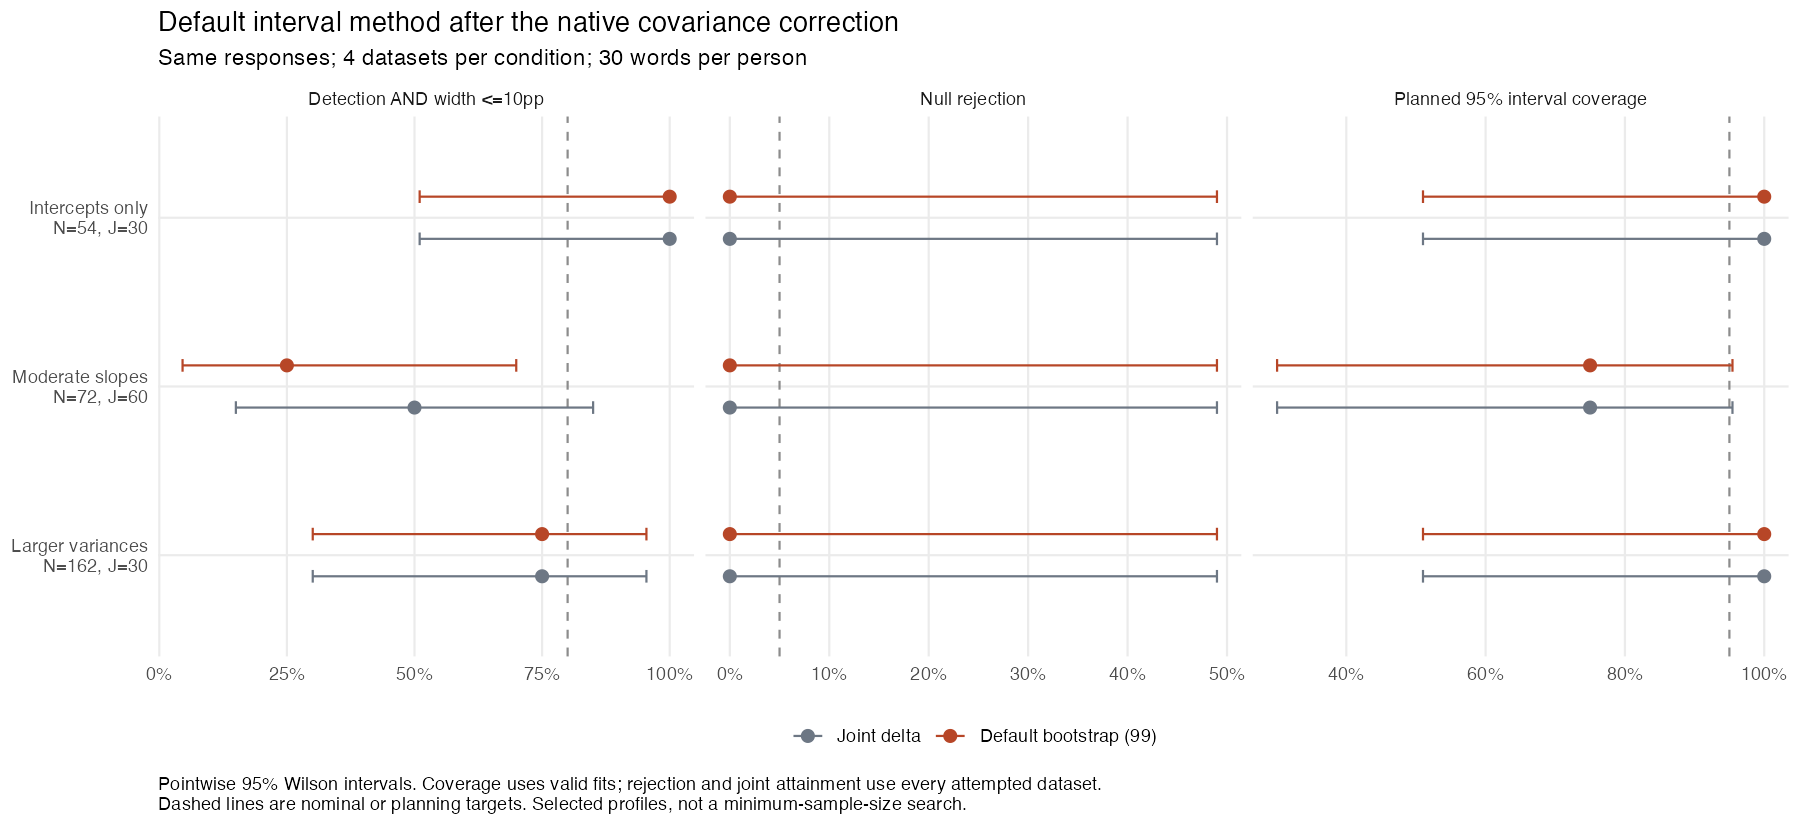 Default interval method after the native covariance correction
Same responses; 4 datasets per condition; 30 words per person
Detection AND width <=10pp
Null rejection
Planned 95% interval coverage
Intercepts only
N=54, J=30
Moderate slopes
N=72, J=60
Larger variances
N=162, J=30
0% 25% 50% 75% 100%
0% 10% 20% 30% 40% 50%
40% 60% 80% 100%
Joint delta Default bootstrap (99)
Pointwise 95% Wilson intervals. Coverage uses valid fits; rejection and joint attainment use every attempted dataset.
Dashed lines are nominal or planning targets. Selected profiles, not a minimum-sample-size search.